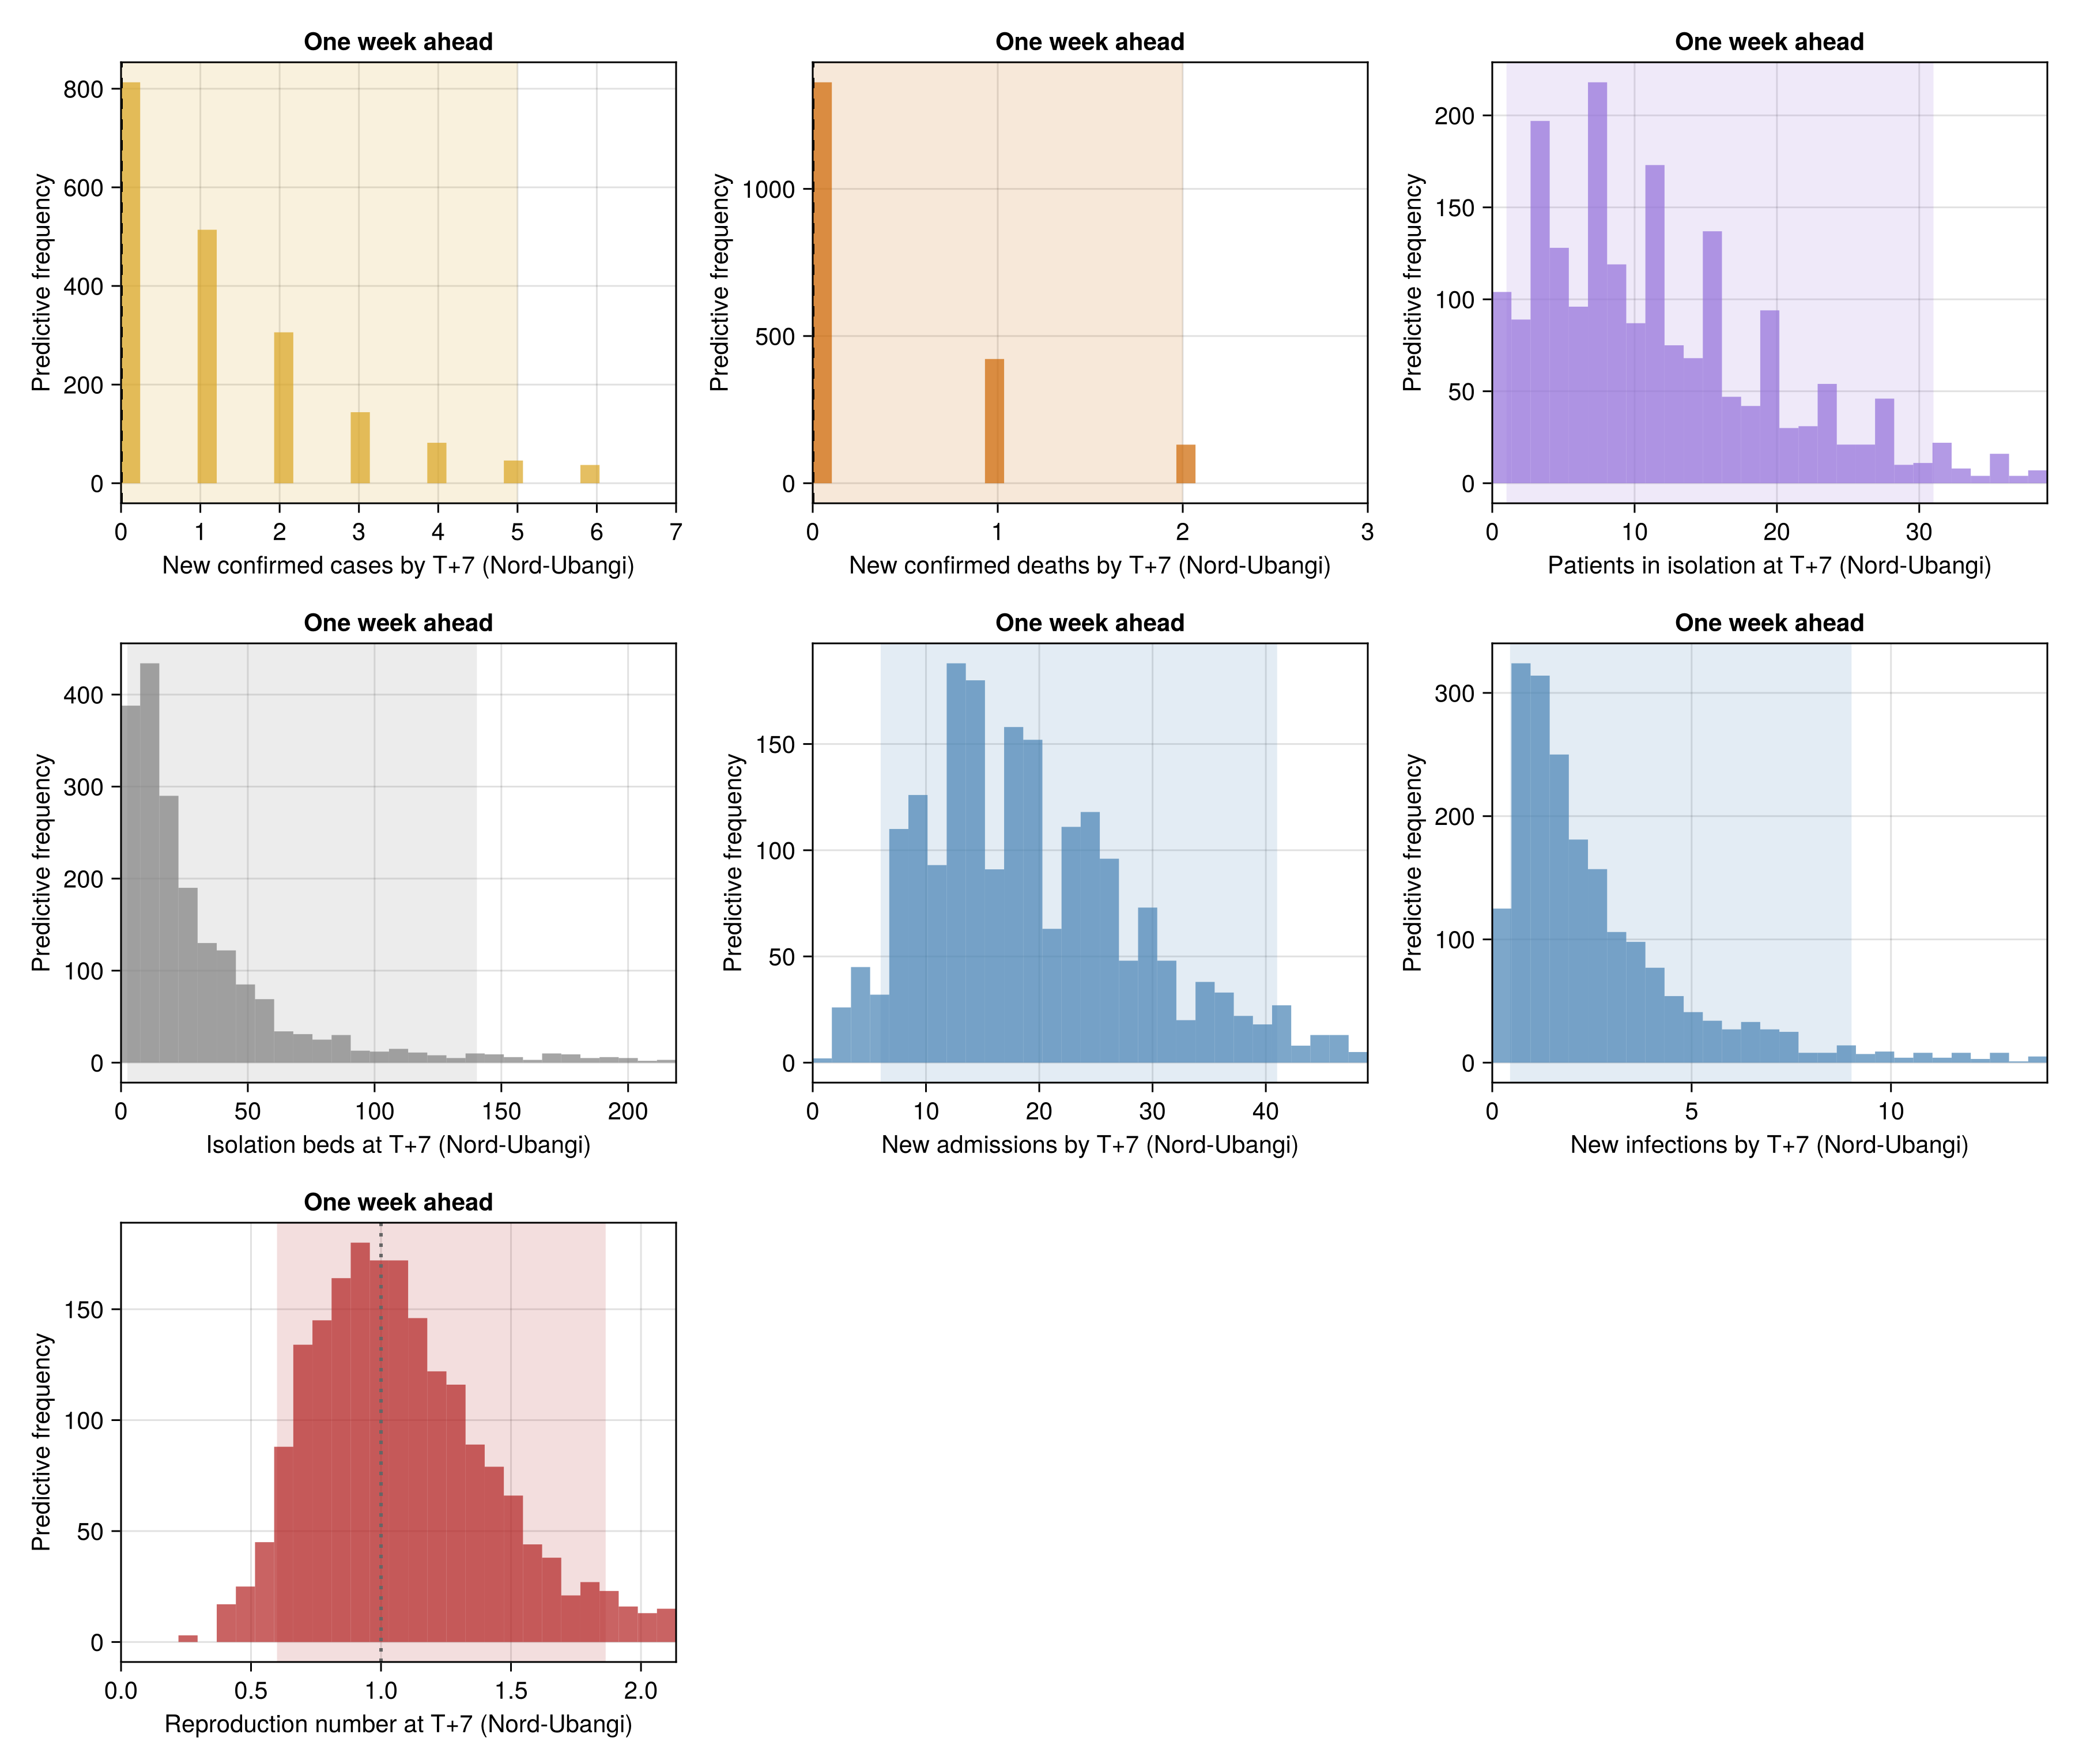 One week ahead
One week ahead
One week ahead
Predictive frequency
800
600
400
200
0
0 1 2 3 4 5 6 7
New confirmed cases by T+7 (Nord-Ubangi)
Predictive frequency
1000
500
0
0 1 2 3
New confirmed deaths by T+7 (Nord-Ubangi)
Predictive frequency
200
150
100
50
0
0 10 20 30
Patients in isolation at T+7 (Nord-Ubangi)
One week ahead
One week ahead
One week ahead
Predictive frequency
400
300
200
100
0
0 50 100 150 200
Isolation beds at T+7 (Nord-Ubangi)
Predictive frequency
150
100
50
0
0 10 20 30 40
New admissions by T+7 (Nord-Ubangi)
Predictive frequency
300
200
100
0
0 5 10
New infections by T+7 (Nord-Ubangi)
One week ahead
Predictive frequency
150
100
50
0
0.0 0.5 1.0 1.5 2.0
Reproduction number at T+7 (Nord-Ubangi)